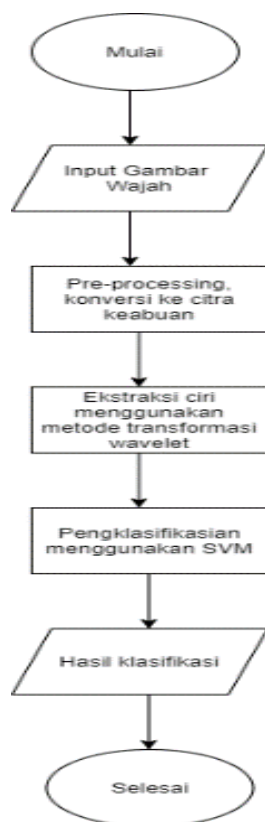 Mulai
Input Gambar
Wajah
Pre-processing,
konversi ke citra
keabuan
Ekstraksi ciri
menggunakan
metode transformasi
wavelet
Pengklasifikasian
menggunakan SVM
Hasil klasifikasi
Selesai